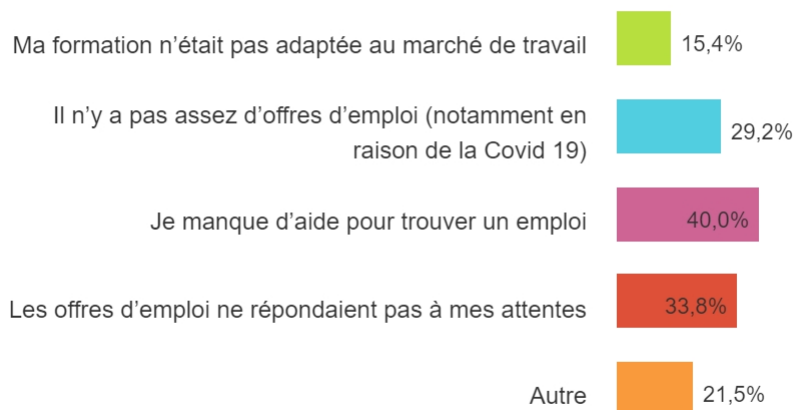 Ma formation n’était pas adaptée au marché de travail
15,4%
Il n’y a pas assez d’offres d’emploi (notamment en
raison de la Covid 19)
29,2%
Je manque d’aide pour trouver un emploi
40,0%
Les offres d’emploi ne répondaient pas à mes attentes
33,8%
Autre
21,5%